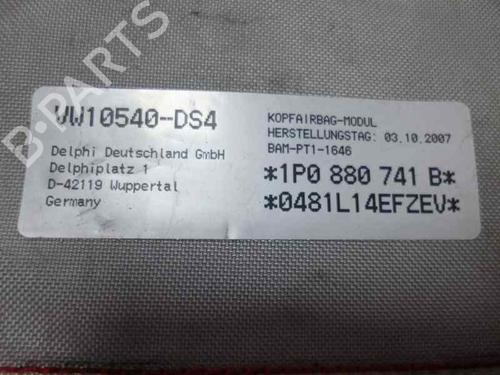 B-PARTS
VW10540-DS4
Delphi Deutschland GmbH
Delphiplatz 1
D-42119 Wuppertal
Germany
KOPFAIRBAG-MODUL
HERSTELLUNGSTAG: 03.10.2007
BAM-PT1-1646
*1P0 880 741 B*
*0481L14EFZEV*